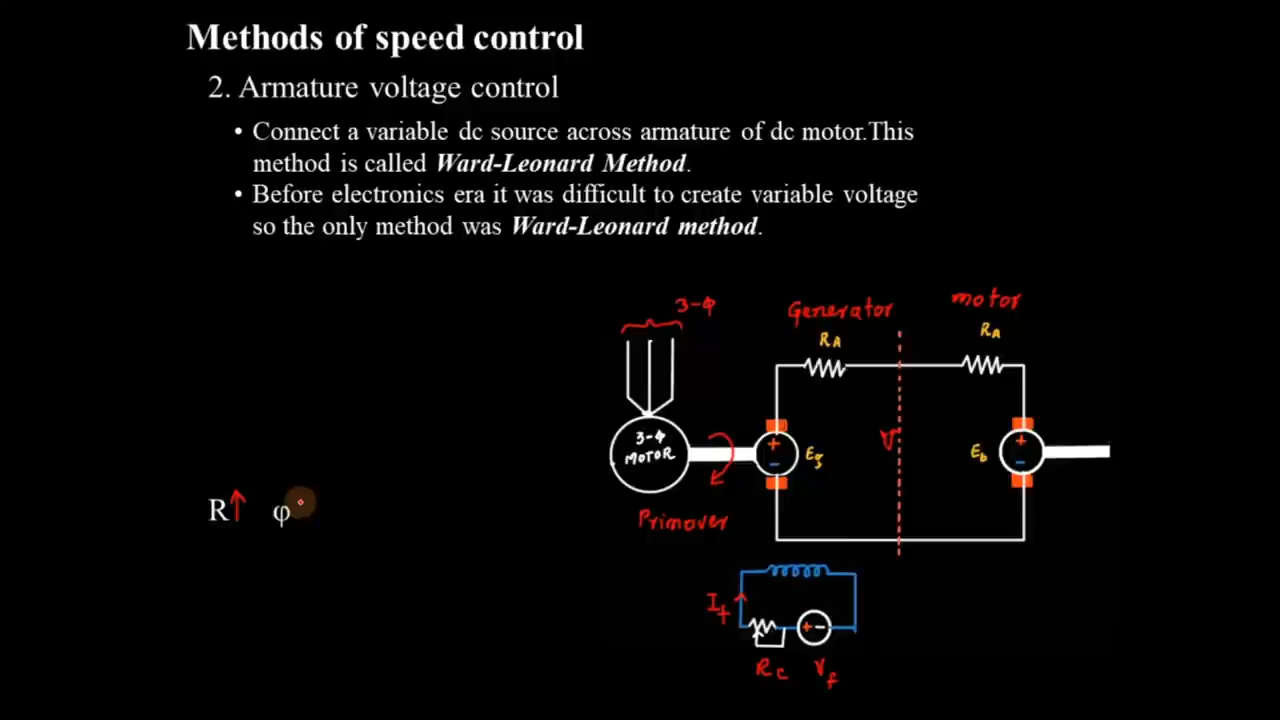 Methods of speed control
2. Armature voltage control
• Connect a variable dc source across armature of dc motor.This
method is called Ward-Leonard Method.
• Before electronics era it was difficult to create variable voltage
so the only method was Ward-Leonard method.
3-Φ
Generator
motor
RA
RA
3-Φ
MOTOR
+
-
Eg
V
Eb
+
-
Primover
R↑ φ
If
+ -
Rc
Vf